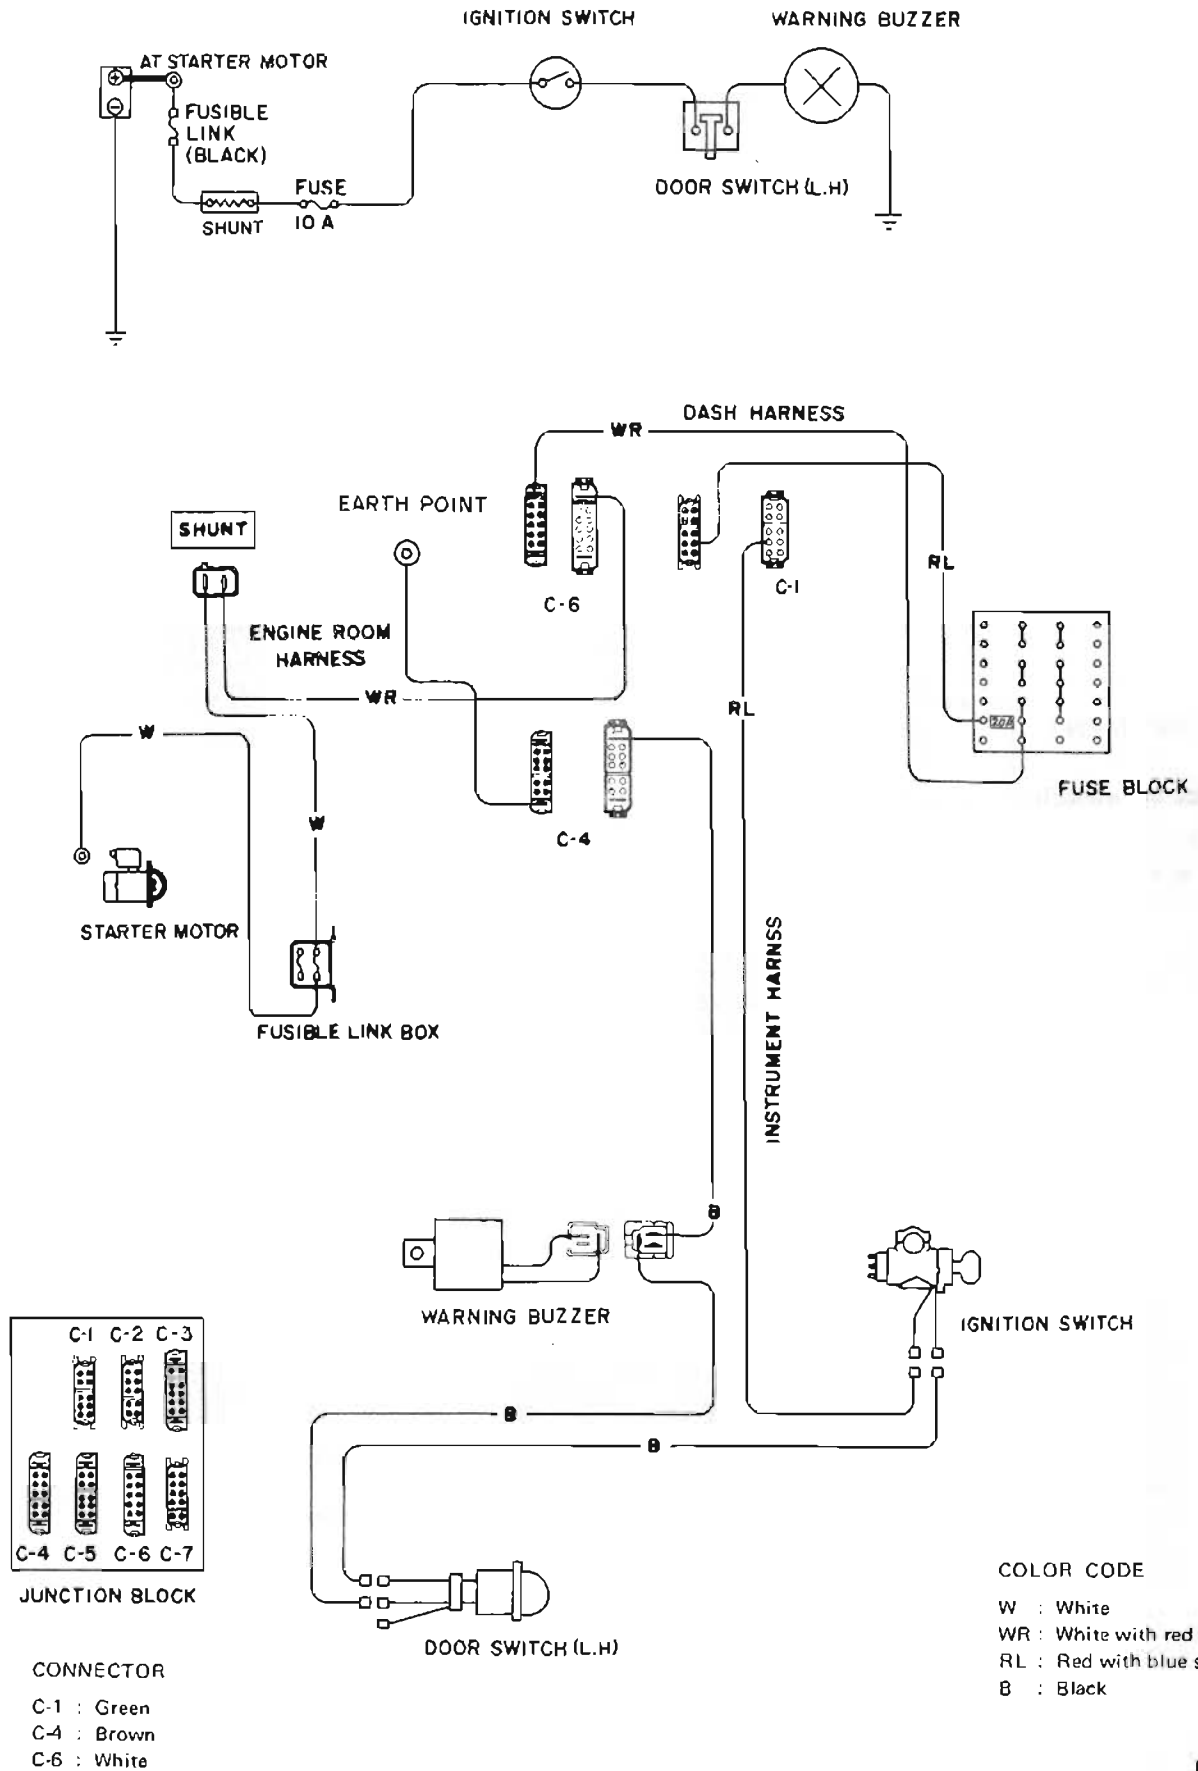 IGNITION SWITCH
WARNING BUZZER
AT STARTER MOTOR
FUSIBLE
LINK
(BLACK)
DOOR SWITCH (L.H)
FUSE
10 A
SHUNT
DASH HARNESS
WR
EARTH POINT
SHUNT
RL
C-6
C-1
ENGINE ROOM
HARNESS
WR
RL
20A
W
FUSE BLOCK
W
C-4
STARTER MOTOR
INSTRUMENT HARNSS
FUSIBLE LINK BOX
B
WARNING BUZZER
IGNITION SWITCH
C-1 C-2 C-3
B
B
C-4 C-5 C-6 C-7
JUNCTION BLOCK
DOOR SWITCH (L.H)
COLOR CODE
W : White
WR : White with red
RL : Red with blue s
B : Black
CONNECTOR
C-1 : Green
C-4 : Brown
C-6 : White